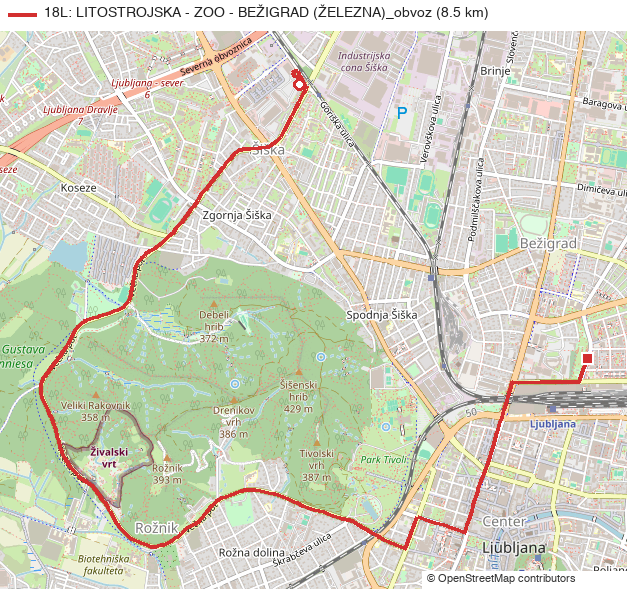 18L: LITOSTROJSKA - ZOO - BEŽIGRAD (ŽELEZNA)_obvoz (8.5 km)
Severna obvoznica
Industrijska
cona Šiška
Brinje
Ljubljana - sever
6
Baragova u
Ljubljana Dravlje
7
P
Goriška ulica
Verovškova ulica
Podmilščakova ulica
Šiška
Koseze
Dimičeva ul
Zgornja Šiška
Bežigrad
Debeli
hrib
372 m
Spodnja Šiška
Gustava
Šišenski
hrib
429 m
Veliki Rakovnik
358 m
Drenikov
vrh
386 m
50
Ljubljana
Živalski
vrt
Tivolski
vrh
387 m
Park Tivoli
Rožnik
393 m
Rožnik
Center
Ljubljana
Rožna dolina
Škrabčeva ulica
Biotehniška
fakulteta
Poljan
© OpenStreetMap contributors